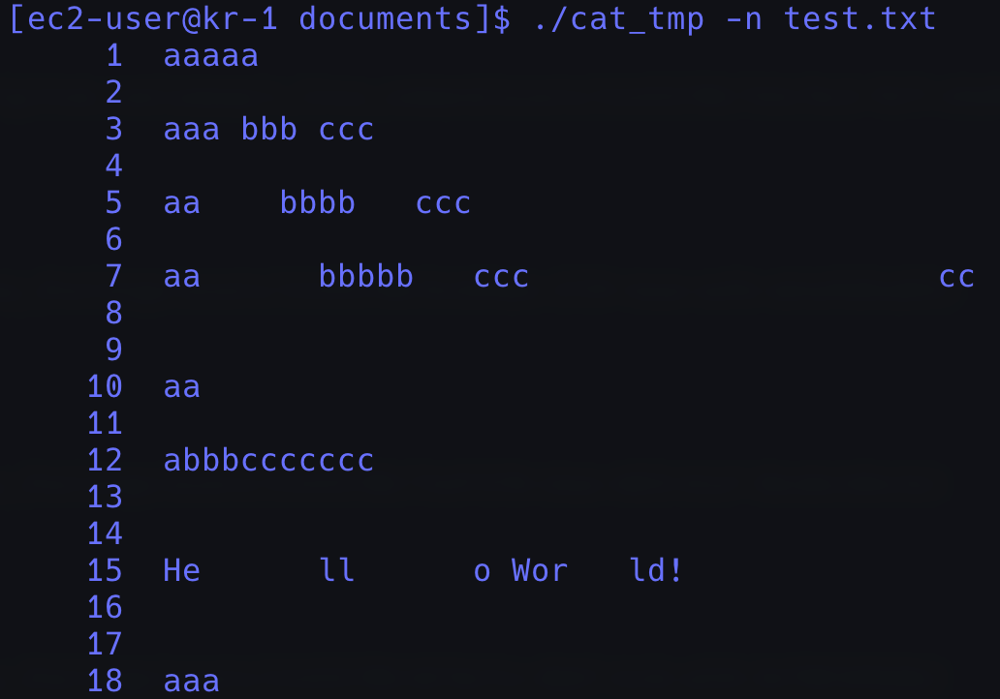 [ec2-user@kr-1 documents]$ ./cat_tmp -n test.txt
     1  aaaaa
     2
     3  aaa bbb ccc
     4
     5  aa    bbbb   ccc
     6
     7  aa      bbbbb   ccc                     cc
     8
     9
    10  aa
    11
    12  abbbccccccc
    13
    14
    15  He      ll      o Wor   ld!
    16
    17
    18  aaa